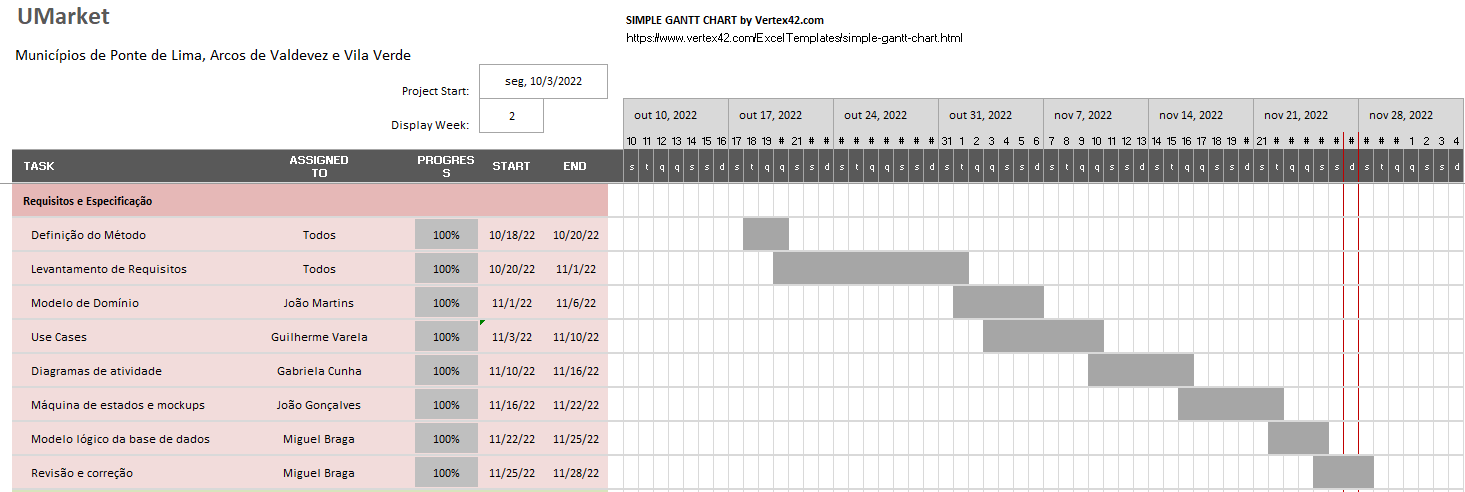 UMarket
SIMPLE GANTT CHART by Vertex42.com
https://www.vertex42.com/ExcelTemplates/simple-gantt-chart.html
Municípios de Ponte de Lima, Arcos de Valdevez e Vila Verde
Project Start: seg, 10/3/2022
Display Week: 2
out 10, 2022 out 17, 2022 out 24, 2022 out 31, 2022 nov 7, 2022 nov 14, 2022 nov 21, 2022 nov 28, 2022
10 11 12 13 14 15 16 17 18 19 # 21 # # # # # # # # # 31 1 2 3 4 5 6 7 8 9 10 11 12 13 14 15 16 17 18 19 # 21 # # # # # # # # # 1 2 3 4
TASK ASSIGNED TO PROGRESS START END s t q q s s d s t q q s s d s t q q s s d s t q q s s d s t q q s s d s t q q s s d s t q q s s d s t q q s s d
Requisitos e Especificação
Definição do Método Todos 100% 10/18/22 10/20/22
Levantamento de Requisitos Todos 100% 10/20/22 11/1/22
Modelo de Domínio João Martins 100% 11/1/22 11/6/22
Use Cases Guilherme Varela 100% 11/3/22 11/10/22
Diagramas de atividade Gabriela Cunha 100% 11/10/22 11/16/22
Máquina de estados e mockups João Gonçalves 100% 11/16/22 11/22/22
Modelo lógico da base de dados Miguel Braga 100% 11/22/22 11/25/22
Revisão e correção Miguel Braga 100% 11/25/22 11/28/22